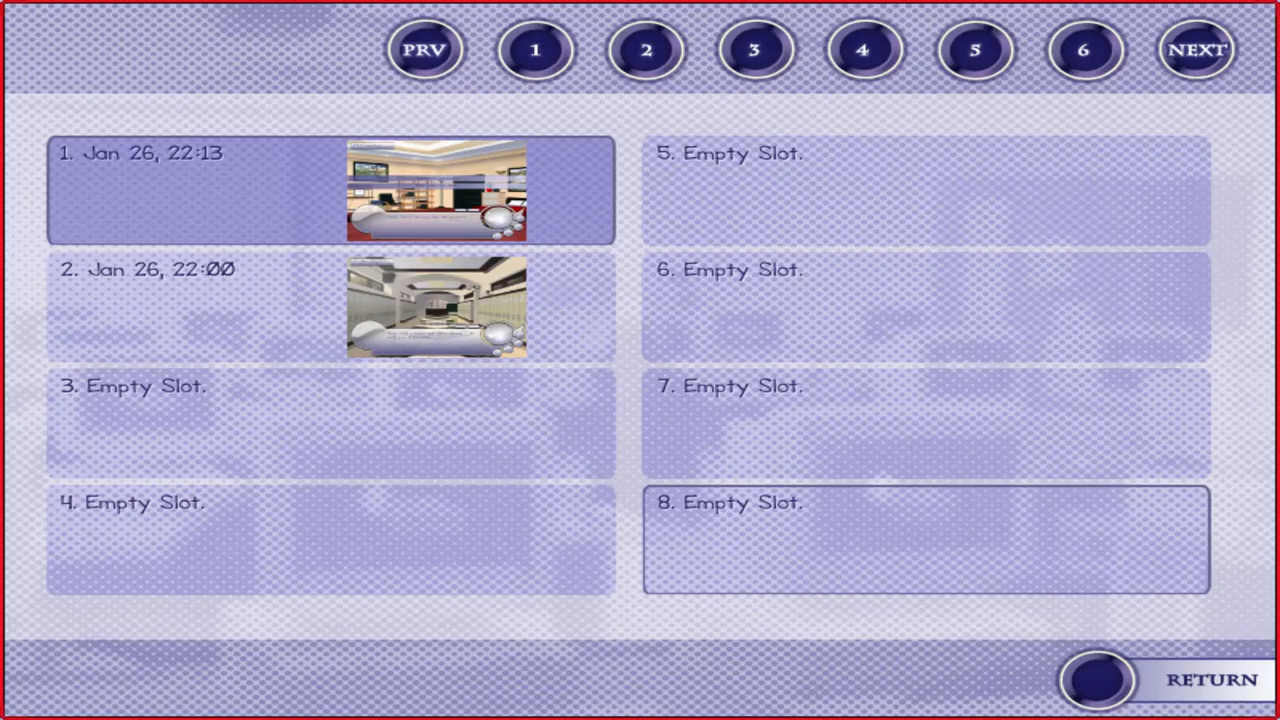 PRV 1 2 3 4 5 6 NEXT
1. Jan 26, 22:13
2. Jan 26, 22:00
3. Empty Slot.
4. Empty Slot.
5. Empty Slot.
6. Empty Slot.
7. Empty Slot.
8. Empty Slot.
RETURN